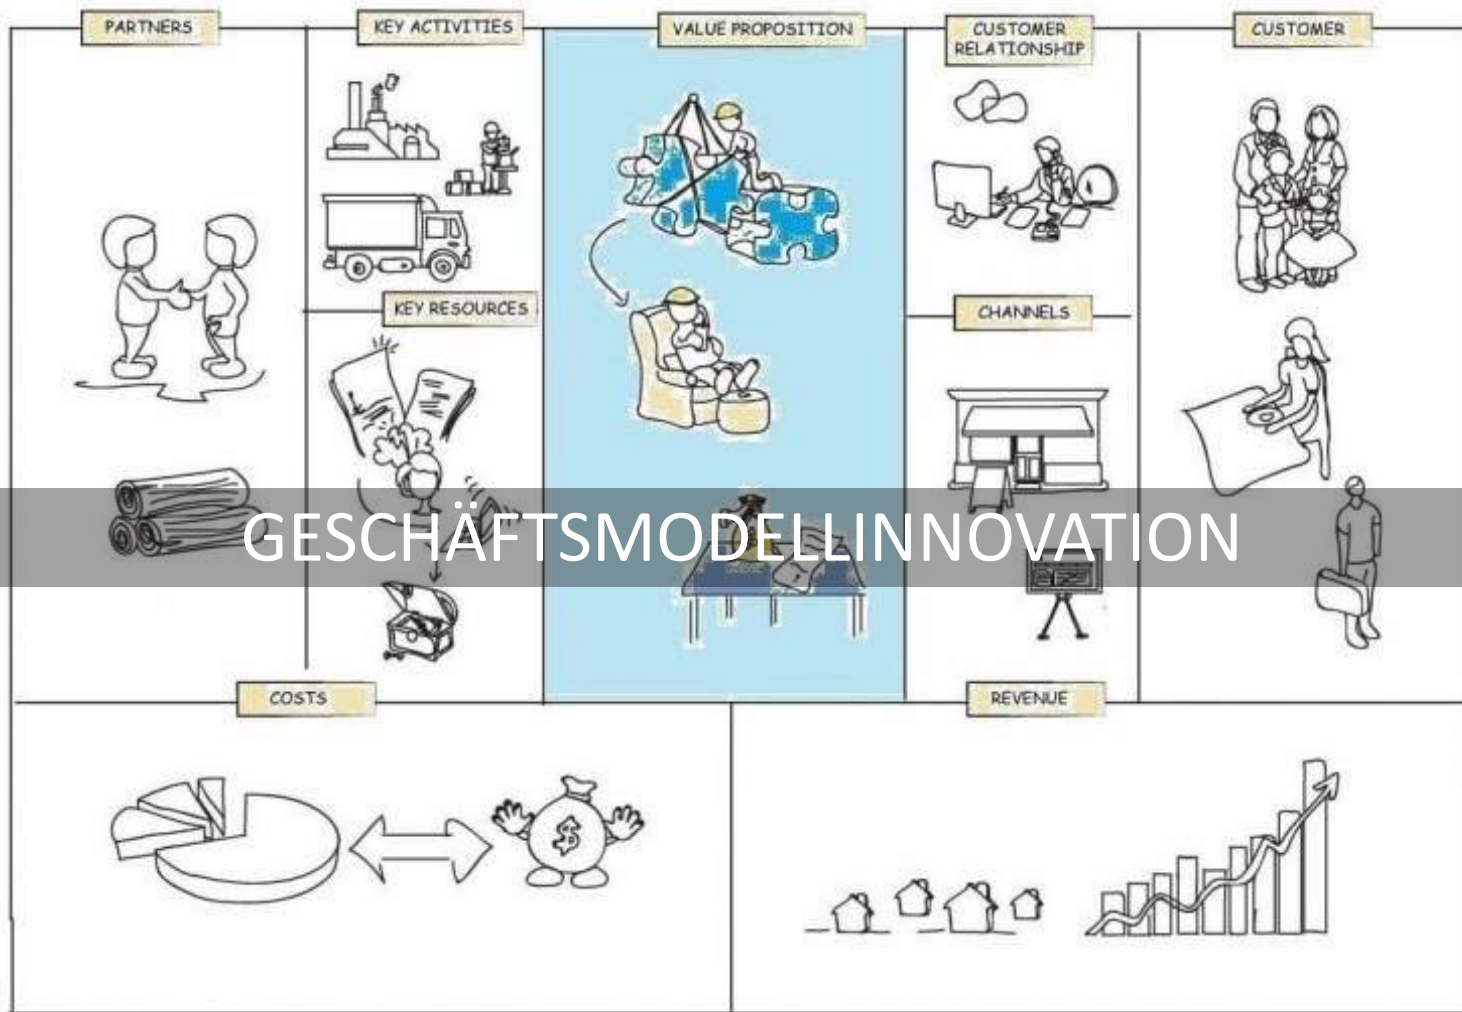 PARTNERS
KEY ACTIVITIES
VALUE PROPOSITION
CUSTOMER
RELATIONSHIP
CUSTOMER
KEY RESOURCES
CHANNELS
GESCHÄFTSMODELLINNOVATION
COSTS
REVENUE
$